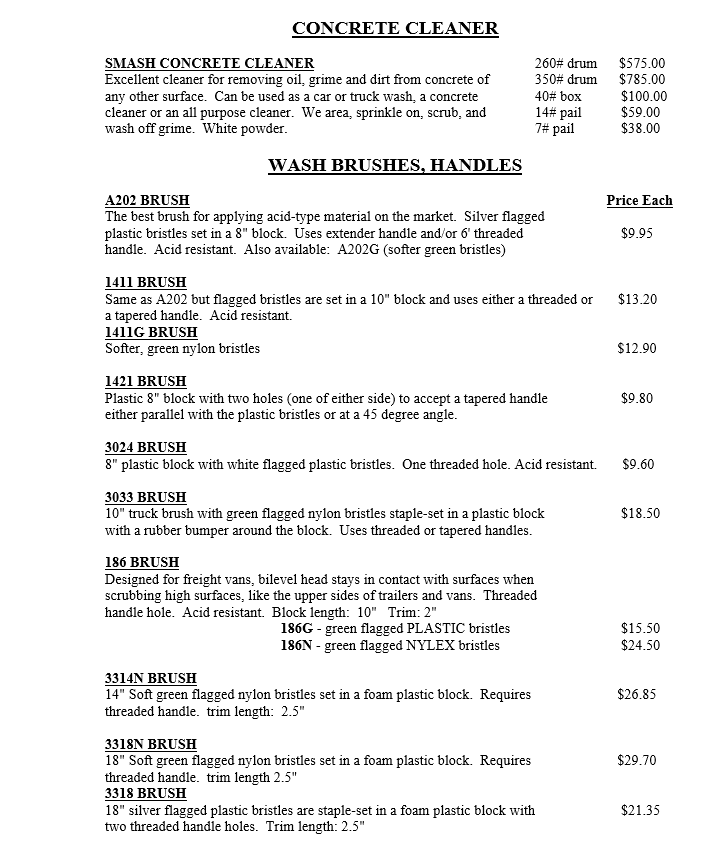 CONCRETE CLEANER
SMASH CONCRETE CLEANER 260# drum $575.00
Excellent cleaner for removing oil, grime and dirt from concrete of 350# drum $785.00
any other surface. Can be used as a car or truck wash, a concrete 40# box $100.00
cleaner or an all purpose cleaner. We area, sprinkle on, scrub, and 14# pail $59.00
wash off grime. White powder. 7# pail $38.00
WASH BRUSHES, HANDLES
A202 BRUSH Price Each
The best brush for applying acid-type material on the market. Silver flagged
plastic bristles set in a 8" block. Uses extender handle and/or 6' threaded $9.95
handle. Acid resistant. Also available: A202G (softer green bristles)
1411 BRUSH
Same as A202 but flagged bristles are set in a 10" block and uses either a threaded or $13.20
a tapered handle. Acid resistant.
1411G BRUSH
Softer, green nylon bristles $12.90
1421 BRUSH
Plastic 8" block with two holes (one of either side) to accept a tapered handle $9.80
either parallel with the plastic bristles or at a 45 degree angle.
3024 BRUSH
8" plastic block with white flagged plastic bristles. One threaded hole. Acid resistant. $9.60
3033 BRUSH
10" truck brush with green flagged nylon bristles staple-set in a plastic block $18.50
with a rubber bumper around the block. Uses threaded or tapered handles.
186 BRUSH
Designed for freight vans, bilevel head stays in contact with surfaces when
scrubbing high surfaces, like the upper sides of trailers and vans. Threaded
handle hole. Acid resistant. Block length: 10" Trim: 2"
186G - green flagged PLASTIC bristles $15.50
186N - green flagged NYLEX bristles $24.50
3314N BRUSH
14" Soft green flagged nylon bristles set in a foam plastic block. Requires $26.85
threaded handle. trim length: 2.5"
3318N BRUSH
18" Soft green flagged nylon bristles set in a foam plastic block. Requires $29.70
threaded handle. trim length 2.5"
3318 BRUSH
18" silver flagged plastic bristles are staple-set in a foam plastic block with $21.35
two threaded handle holes. Trim length: 2.5"